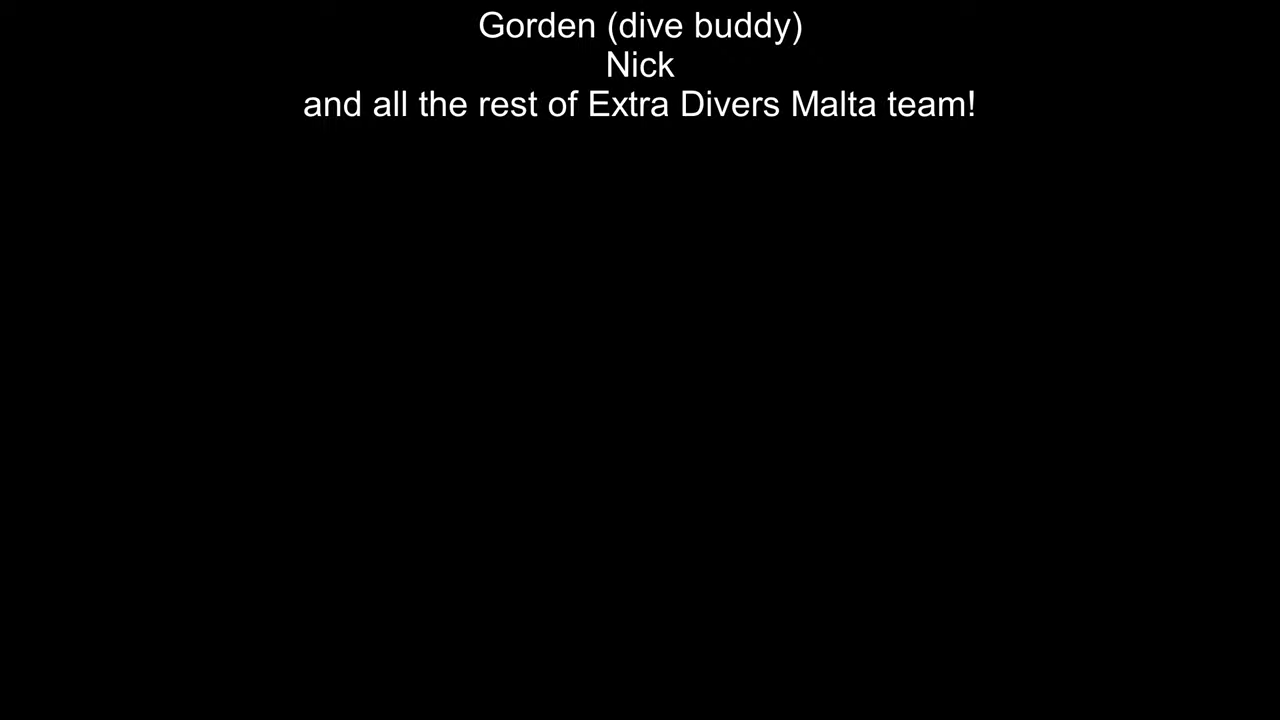 Gorden (dive buddy)
Nick
and all the rest of Extra Divers Malta team!